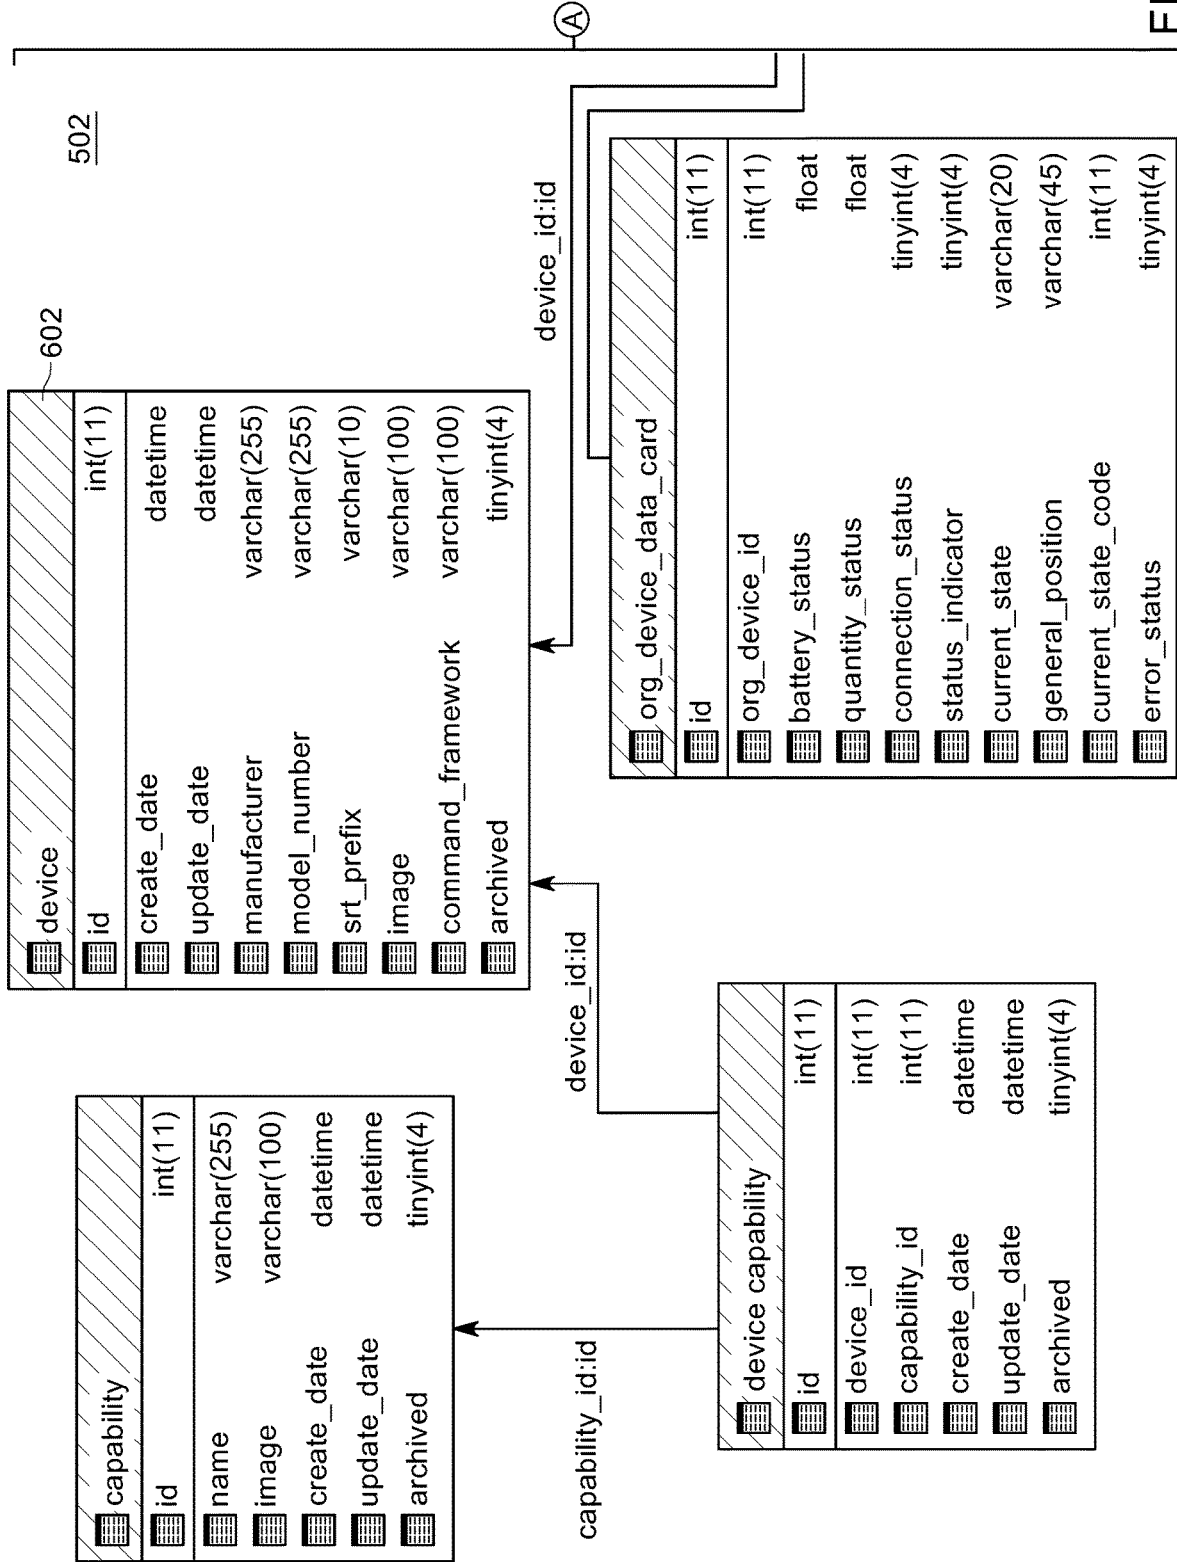 502
A
capability
id int(11)
name varchar(255)
image varchar(100)
create_date datetime
update_date datetime
archived tinyint(4)
device
602
id int(11)
create_date datetime
update_date datetime
manufacturer varchar(255)
model_number varchar(255)
srt_prefix varchar(10)
image varchar(100)
command_framework varchar(100)
archived tinyint(4)
capability_id:id
device_id:id
device_id:id
device capability
id int(11)
device_id int(11)
capability_id int(11)
create_date datetime
update_date datetime
archived tinyint(4)
org_device_data_card
id int(11)
org_device_id int(11)
battery_status float
quantity_status float
connection_status tinyint(4)
status_indicator tinyint(4)
current_state varchar(20)
general_position varchar(45)
current_state_code int(11)
error_status tinyint(4)